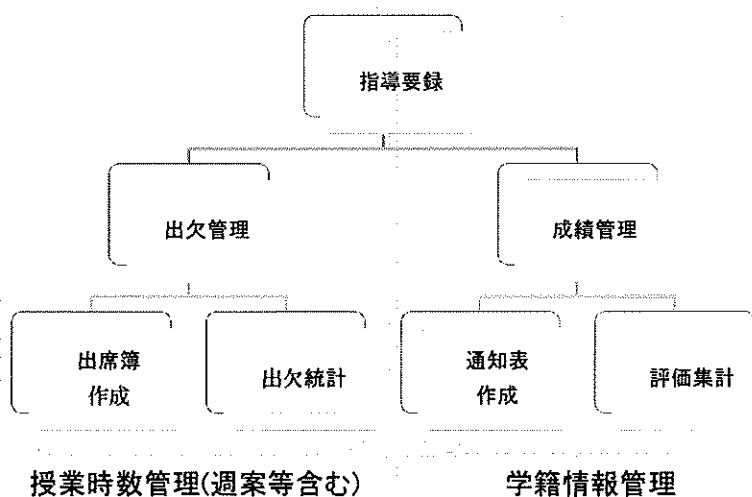 指導要録
出欠管理
成績管理
出席簿
作成
出欠統計
通知表
作成
評価集計
授業時数管理(週案等含む)
学籍情報管理